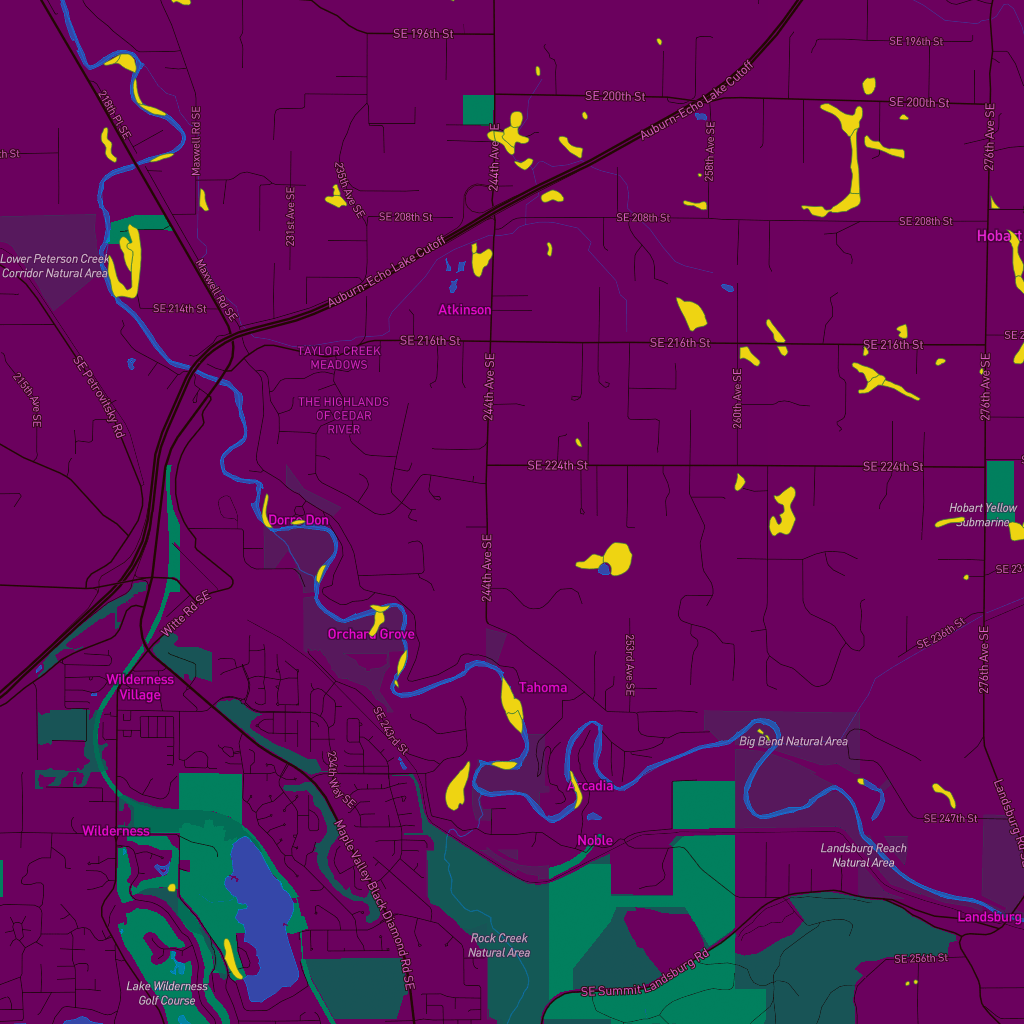 SE 196th St
SE 196th St
218th Pl SE
Auburn-Echo Lake Cutoff
SE 200th St
SE 200th St
Maxwell Rd SE
244th Ave SE
258th Ave SE
276th Ave SE
th St
235th Ave SE
231st Ave SE
SE 208th St
SE 208th St
SE 208th St
Hobart
Lower Peterson Creek
Corridor Natural Area
Maxwell Rd SE
Auburn-Echo Lake Cutoff
SE 214th St
Atkinson
SE 2
SE 216th St
SE 216th St
SE 216th St
TAYLOR CREEK
MEADOWS
SE Petrovitsky Rd
215th Ave SE
244th Ave SE
260th Ave SE
276th Ave SE
THE HIGHLANDS
OF CEDAR
RIVER
SE 224th St
SE 224th St
Dorre Don
Hobart Yellow
Submarine
244th Ave SE
SE 231
Witte Rd SE
Orchard Grove
SE 236th St
253rd Ave SE
276th Ave SE
Wilderness
Village
Tahoma
SE 243rd St
Big Bend Natural Area
234th Way SE
Arcadia
Landsburg Rd SE
SE 247th St
Wilderness
Noble
Maple Valley Black Diamond Rd SE
Landsburg Reach
Natural Area
Landsburg
Rock Creek
Natural Area
SE 256th St
SE Summit Landsburg Rd
Lake Wilderness
Golf Course